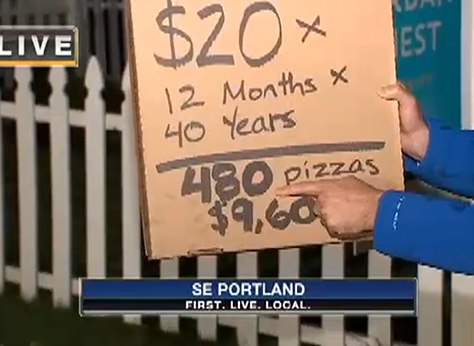 LIVE
$20 x
12 Months x
40 Years
480 pizzas
$9,60
EST
SE PORTLAND
FIRST. LIVE. LOCAL.